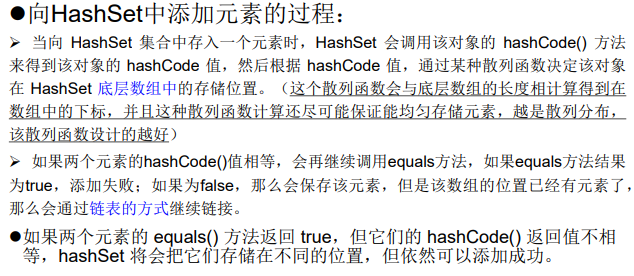 ●向HashSet中添加元素的过程：
➢ 当向 HashSet 集合中存入一个元素时，HashSet 会调用该对象的 hashCode() 方法
来得到该对象的 hashCode 值，然后根据 hashCode 值，通过某种散列函数决定该对象
在 HashSet 底层数组中的存储位置。（这个散列函数会与底层数组的长度相计算得到在
数组中的下标，并且这种散列函数计算还尽可能保证能均匀存储元素，越是散列分布，
该散列函数设计的越好）
➢ 如果两个元素的hashCode()值相等，会再继续调用equals方法，如果equals方法结果
为true，添加失败；如果为false，那么会保存该元素，但是该数组的位置已经有元素了，
那么会通过链表的方式继续链接。
●如果两个元素的 equals() 方法返回 true，但它们的 hashCode() 返回值不相
等，hashSet 将会把它们存储在不同的位置，但依然可以添加成功。